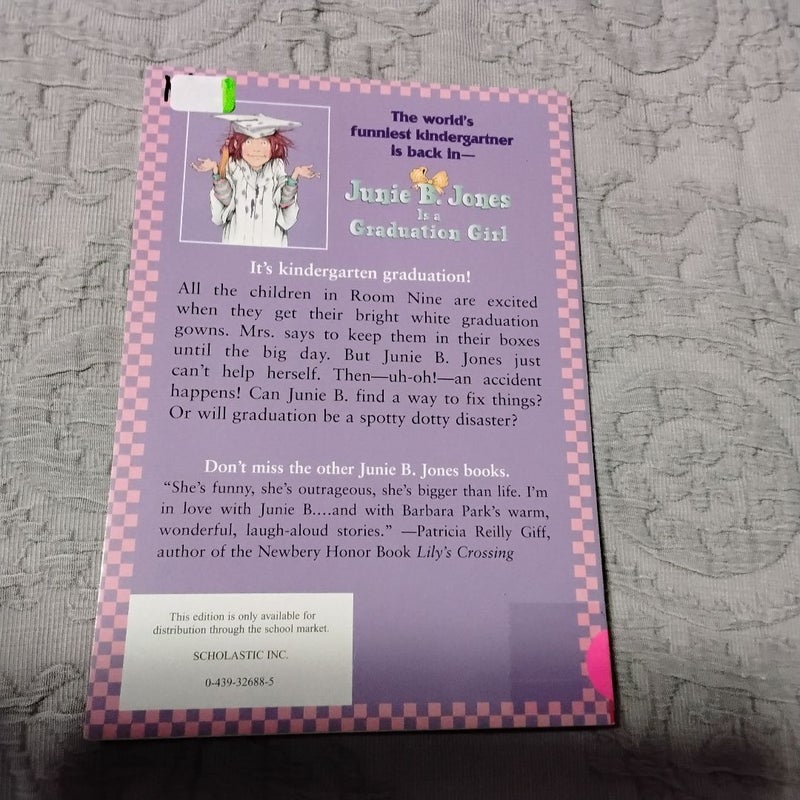 The world's
funniest kindergartner
is back in—
Junie B. Jones
Is a
Graduation Girl
It's kindergarten graduation!
All the children in Room Nine are excited
when they get their bright white graduation
gowns. Mrs. says to keep them in their boxes
until the big day. But Junie B. Jones just
can't help herself. Then—uh-oh!—an accident
happens! Can Junie B. find a way to fix things?
Or will graduation be a spotty dotty disaster?
Don't miss the other Junie B. Jones books.
“She's funny, she's outrageous, she's bigger than life. I'm
in love with Junie B....and with Barbara Park's warm,
wonderful, laugh-aloud stories.” —Patricia Reilly Giff,
author of the Newbery Honor Book Lily's Crossing
This edition is only available for
distribution through the school market.
SCHOLASTIC INC.
0-439-32688-5